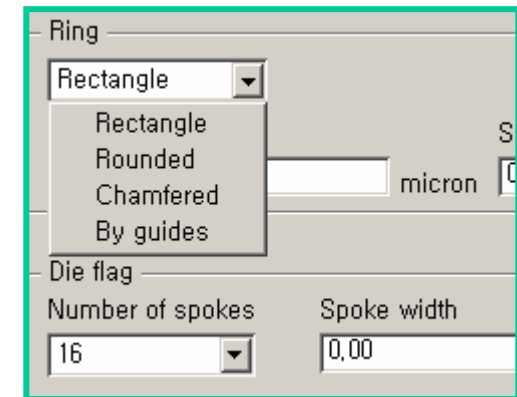 Ring
Rectangle
Rectangle
Rounded
Chamfered
By guides
micron
Die flag
Number of spokes Spoke width
16 0,00